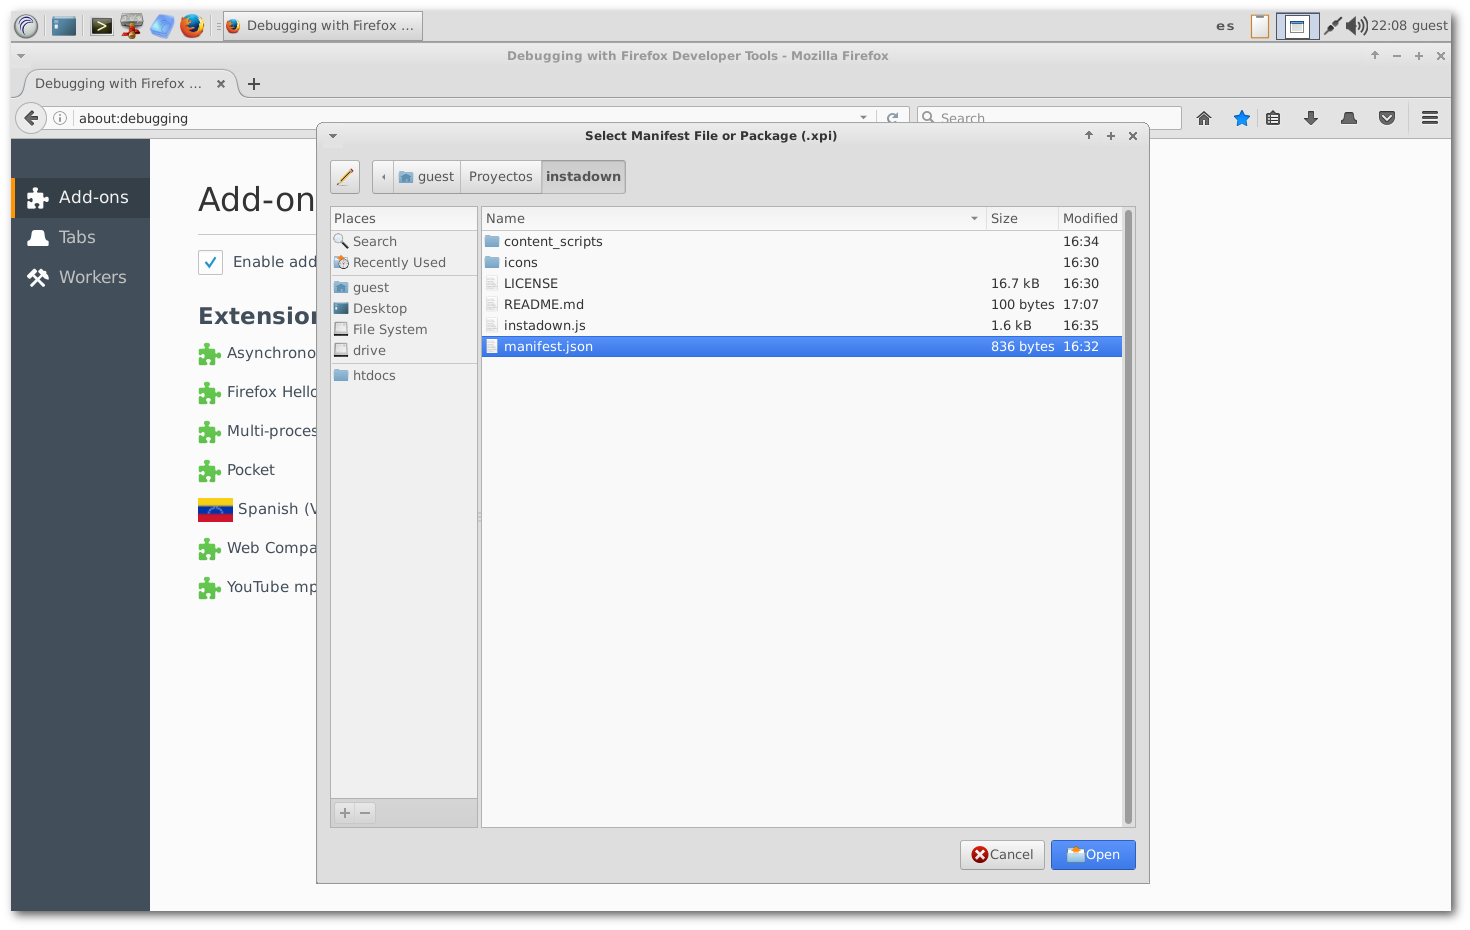 Debugging with Firefox ...
es
22:08 guest
Debugging with Firefox Developer Tools - Mozilla Firefox
Debugging with Firefox ...
about:debugging
Search
Select Manifest File or Package (.xpi)
guest
Proyectos
instadown
Add-ons
Tabs
Workers
Add-on
Enable add
Extension
Asynchrono
Firefox Hello
Multi-proces
Pocket
Spanish (V
Web Compa
YouTube mp
Places
Search
Recently Used
guest
Desktop
File System
drive
htdocs
Name Size Modified
content_scripts 16:34
icons 16:30
LICENSE 16.7 kB 16:30
README.md 100 bytes 17:07
instadown.js 1.6 kB 16:35
manifest.json 836 bytes 16:32
Cancel
Open